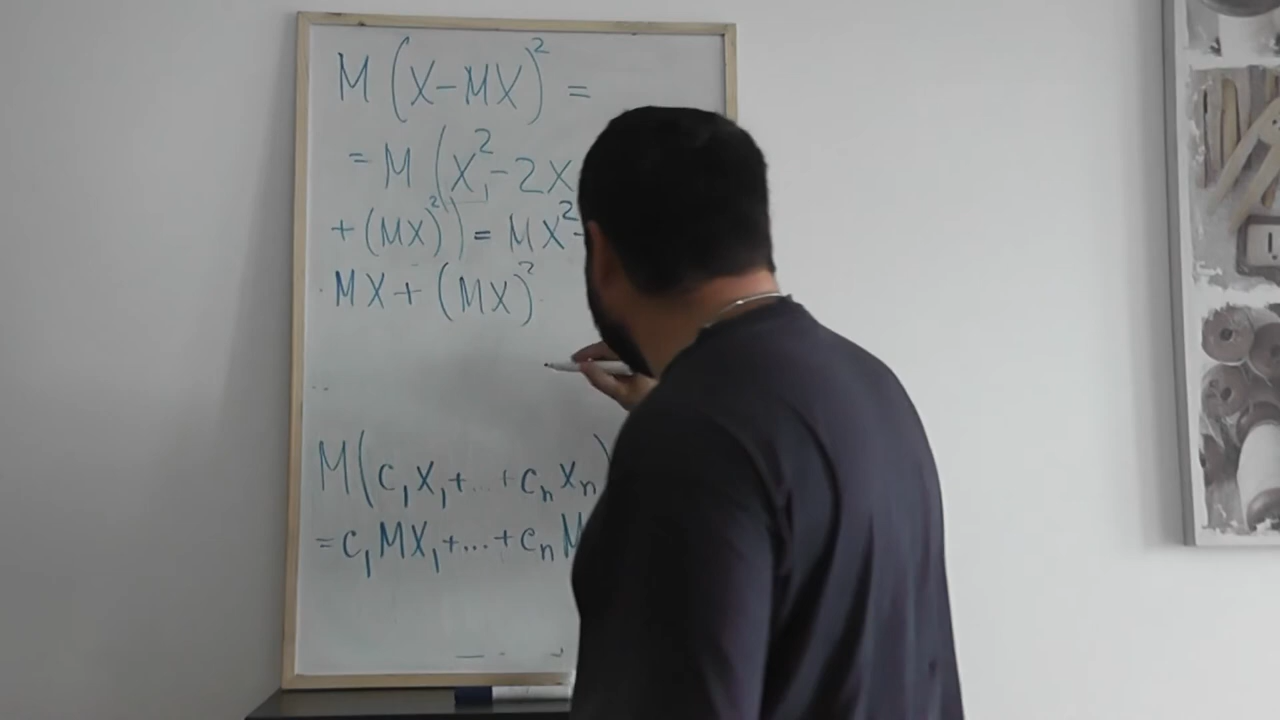 M(X-MX)² =
= M(X²-2X
+(MX)²) = MX²-
MX+(MX)²
M(c₁X₁+...+cₙXₙ)
=c₁MX₁+...+cₙM